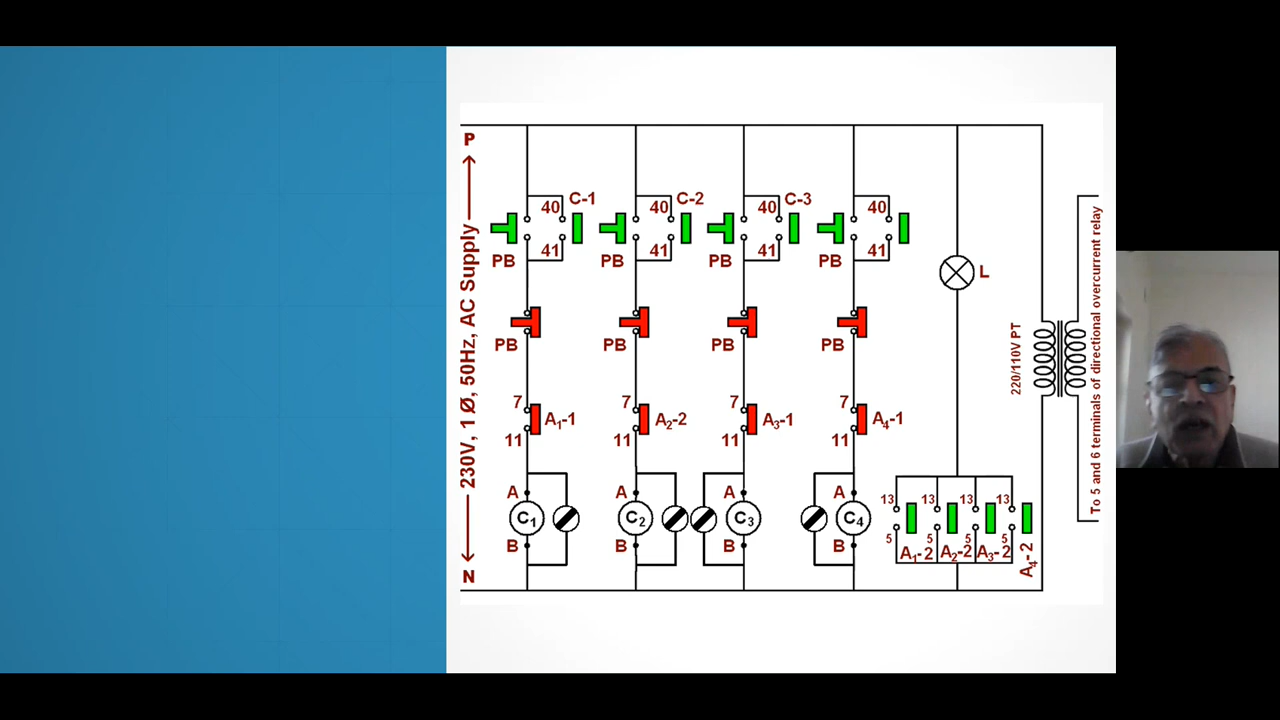 P
230V, 1 Ø, 50Hz, AC Supply
N
C-1
C-2
C-3
40
40
40
40
41
41
41
41
PB
PB
PB
PB
PB
PB
PB
PB
7
7
7
7
A₁-1
A₂-2
A₃-1
A₄-1
11
11
11
11
A
A
A
A
C₁
C₂
C₃
C₄
B
B
B
B
L
13
13
13
13
5
5
5
5
A₁-2
A₂-2
A₃-2
A₄-2
220/110V PT
To 5 and 6 terminals of directional overcurrent relay